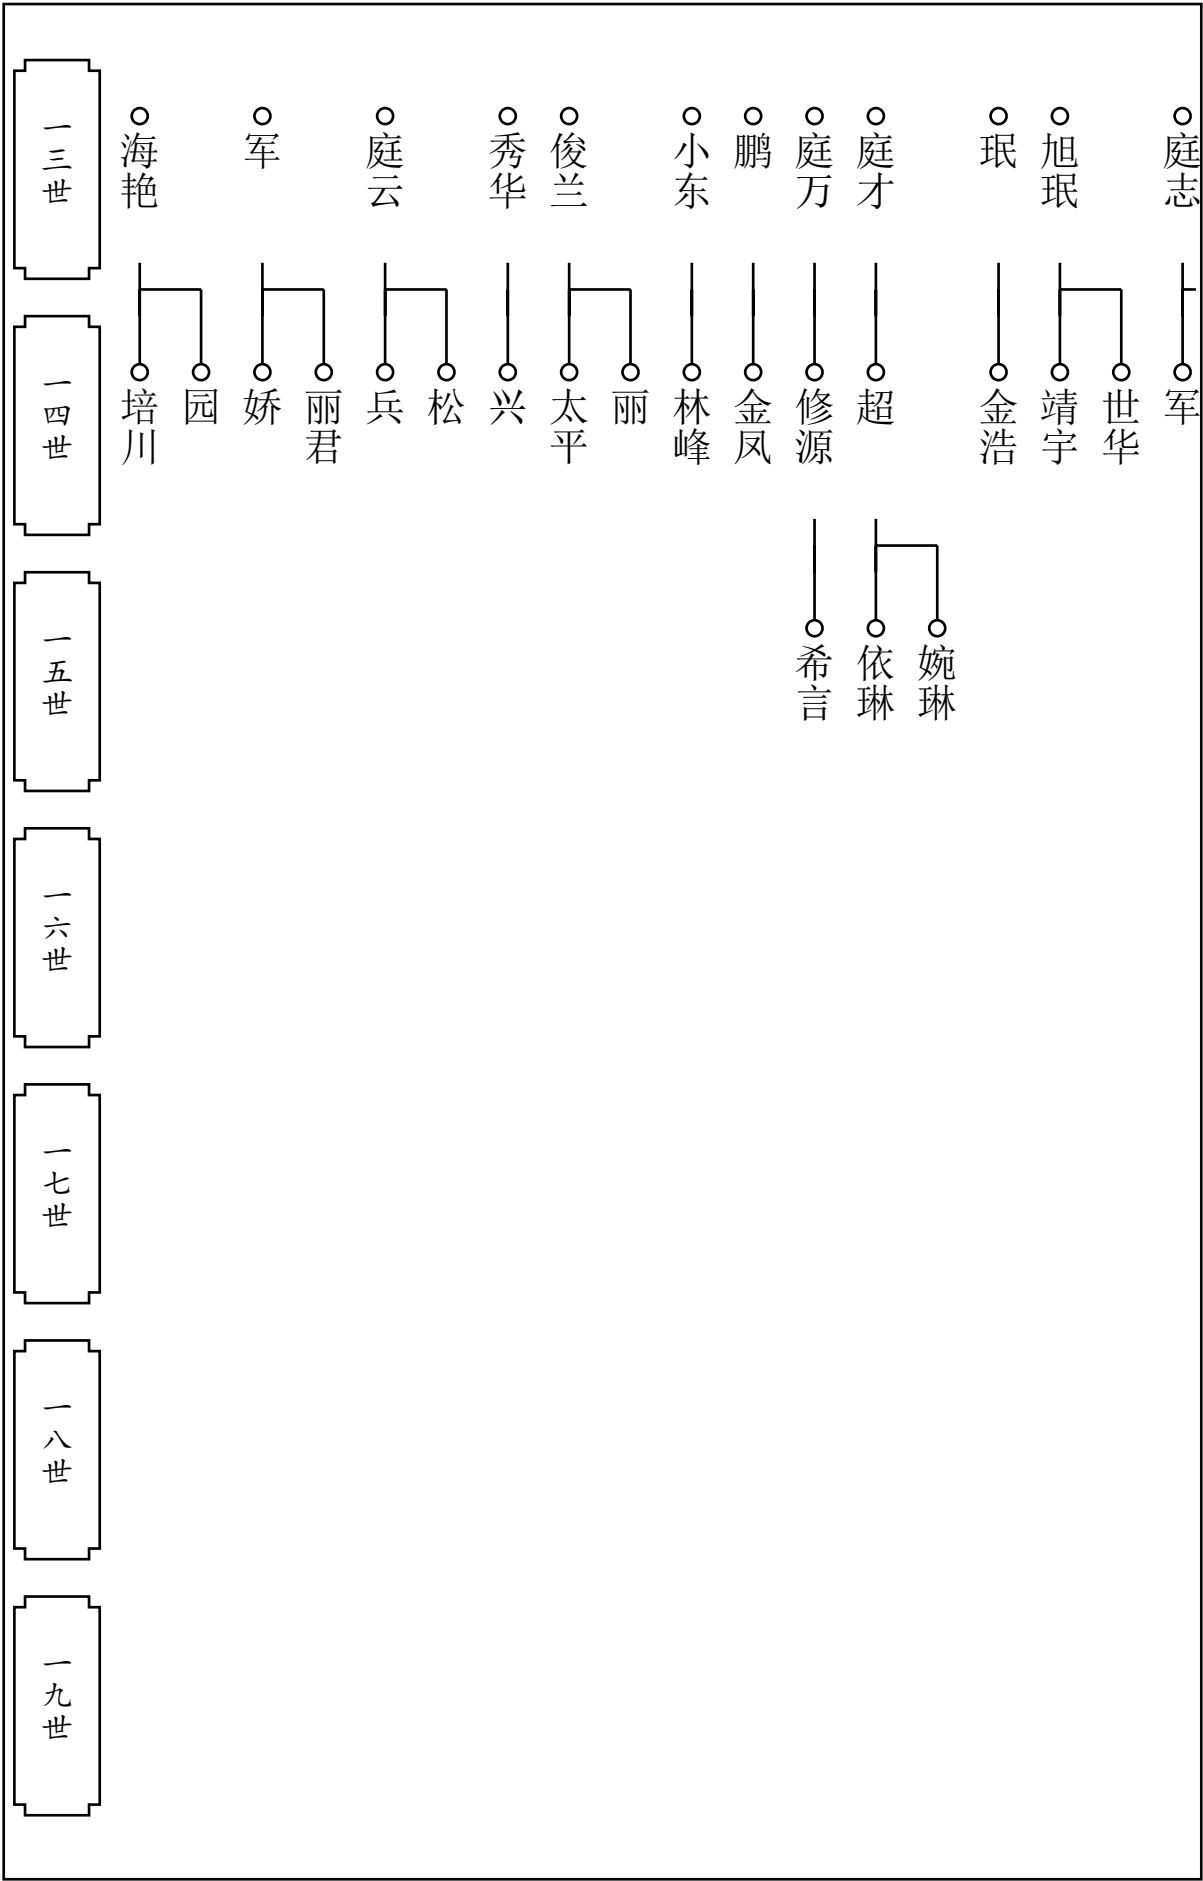 一三世
海艳
军
庭云
秀华
俊兰
小东
鹏
庭万
庭才
珉
旭珉
庭志
一四世
培川
园
娇
丽君
兵
松
兴
太平
丽
林峰
金凤
修源
超
金浩
靖宇
世华
军
一五世
希言
依琳
婉琳
一六世
一七世
一八世
一九世